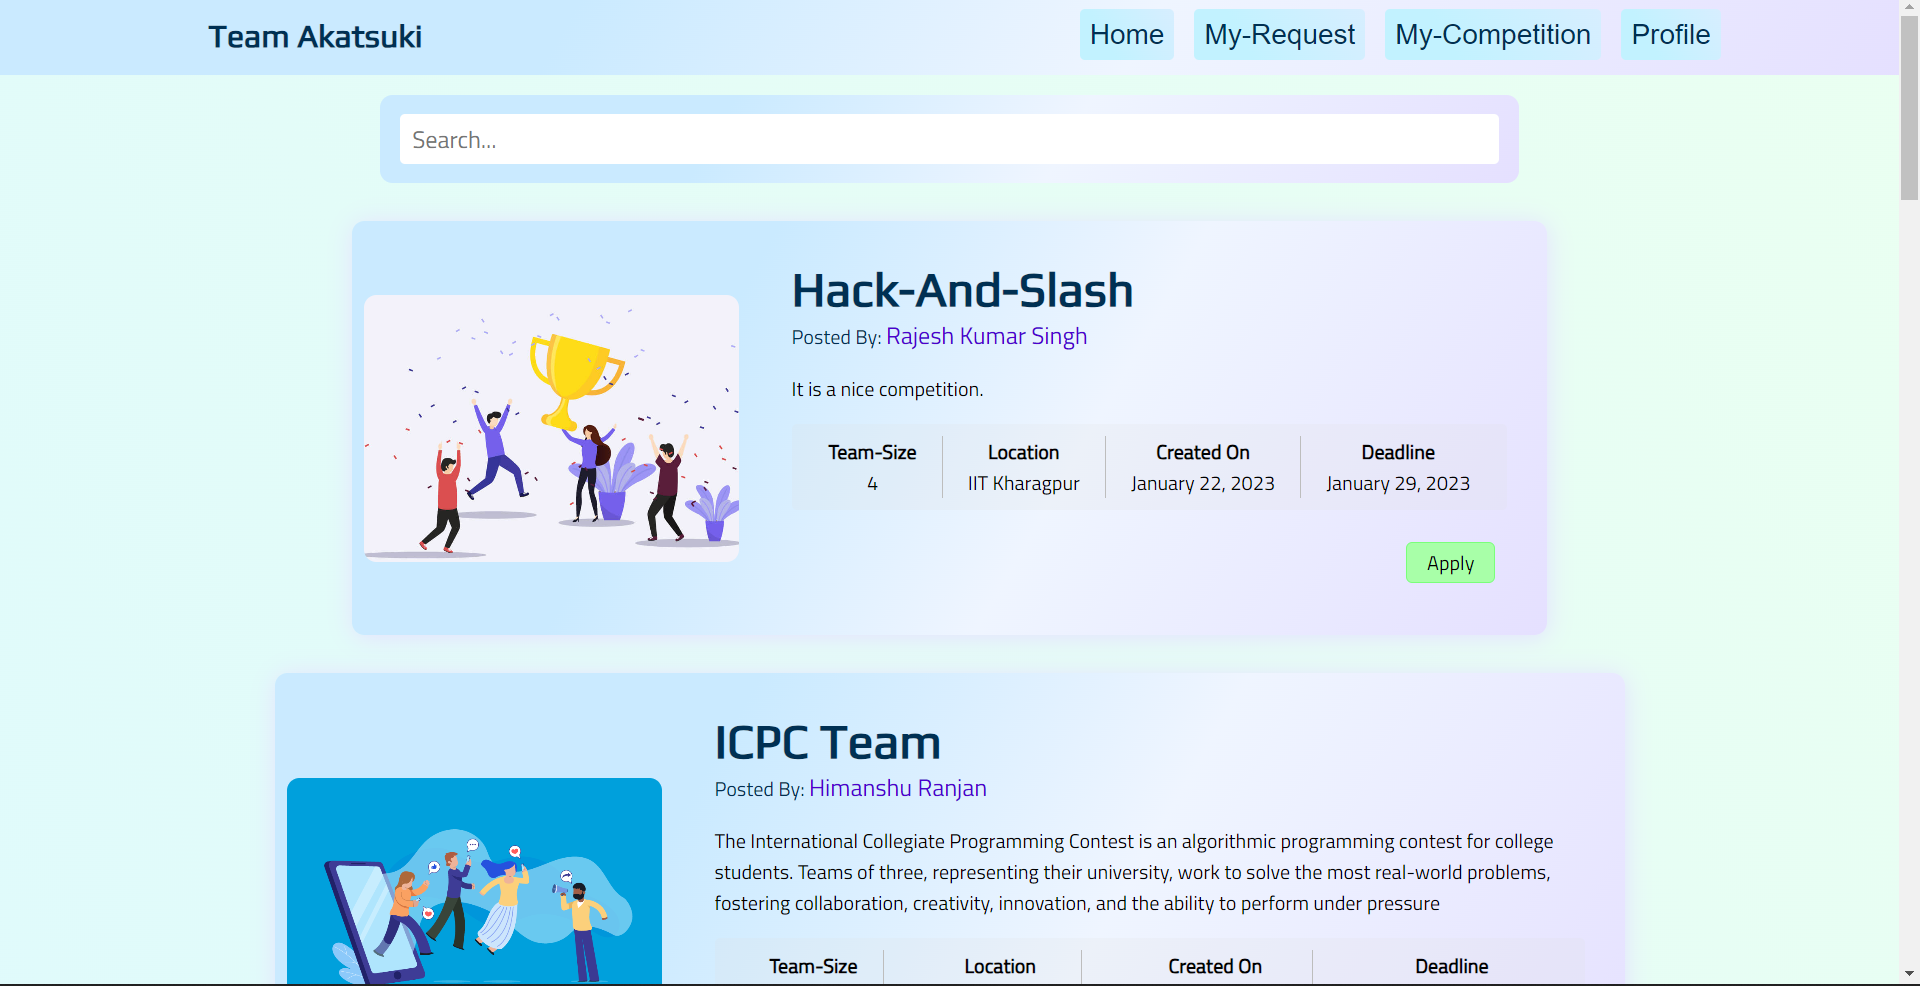 Team Akatsuki
Home My-Request My-Competition Profile
Search...
Hack-And-Slash
Posted By: Rajesh Kumar Singh
It is a nice competition.
Team-Size Location Created On Deadline
4 IIT Kharagpur January 22, 2023 January 29, 2023
Apply
ICPC Team
Posted By: Himanshu Ranjan
The International Collegiate Programming Contest is an algorithmic programming contest for college
students. Teams of three, representing their university, work to solve the most real-world problems,
fostering collaboration, creativity, innovation, and the ability to perform under pressure
Team-Size Location Created On Deadline